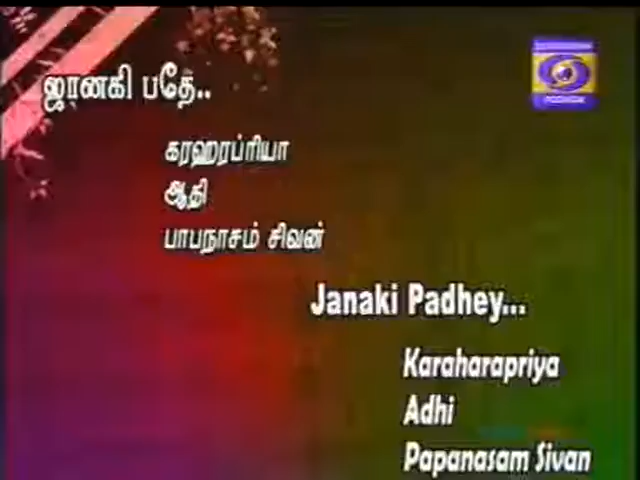 ஜானகி பதே..
கரஹரப்ரியா
ஆதி
பாபநாசம் சிவன்
Janaki Padhey...
Karaharapriya
Adhi
Papanasam Sivan